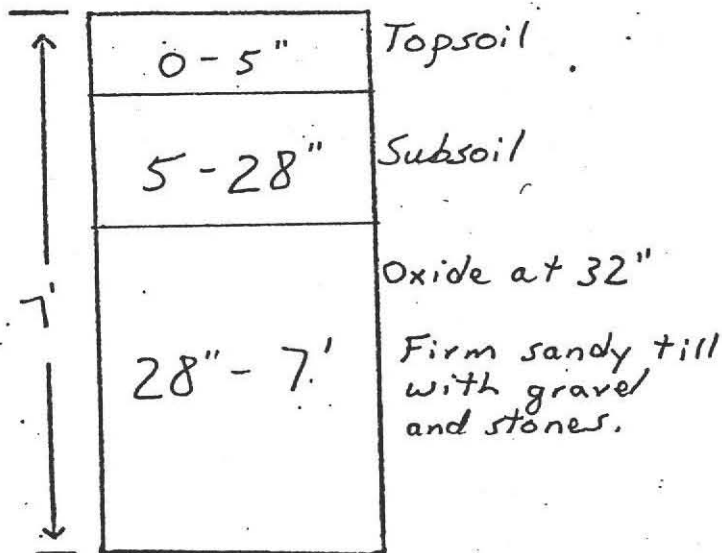 0-5" Topsoil
5-28" Subsoil
Oxide at 32"
7'
28"- 7' Firm sandy till
with gravel
and stones.